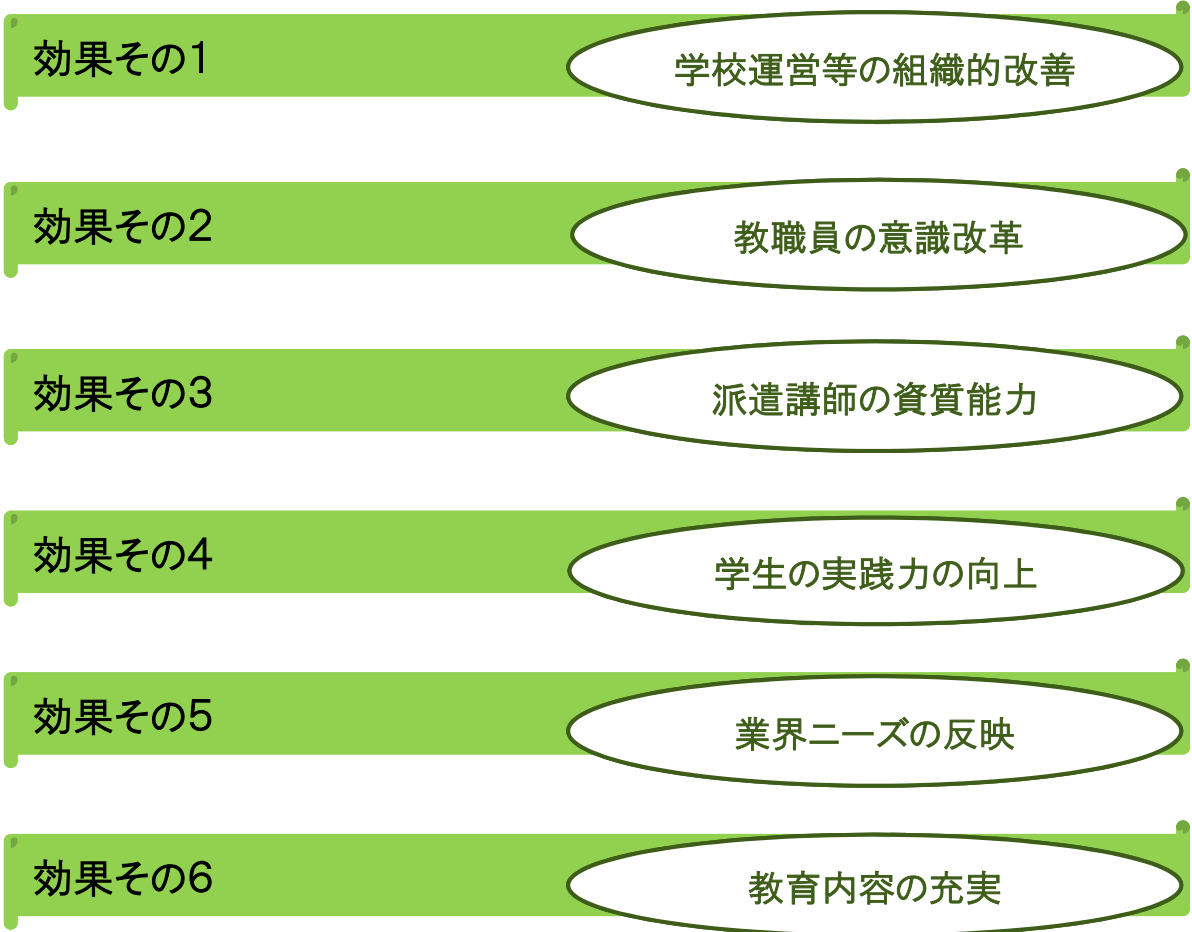 効果その1
学校運営等の組織的改善
効果その2
教職員の意識改革
効果その3
派遣講師の資質能力
効果その4
学生の実践力の向上
効果その5
業界ニーズの反映
効果その6
教育内容の充実